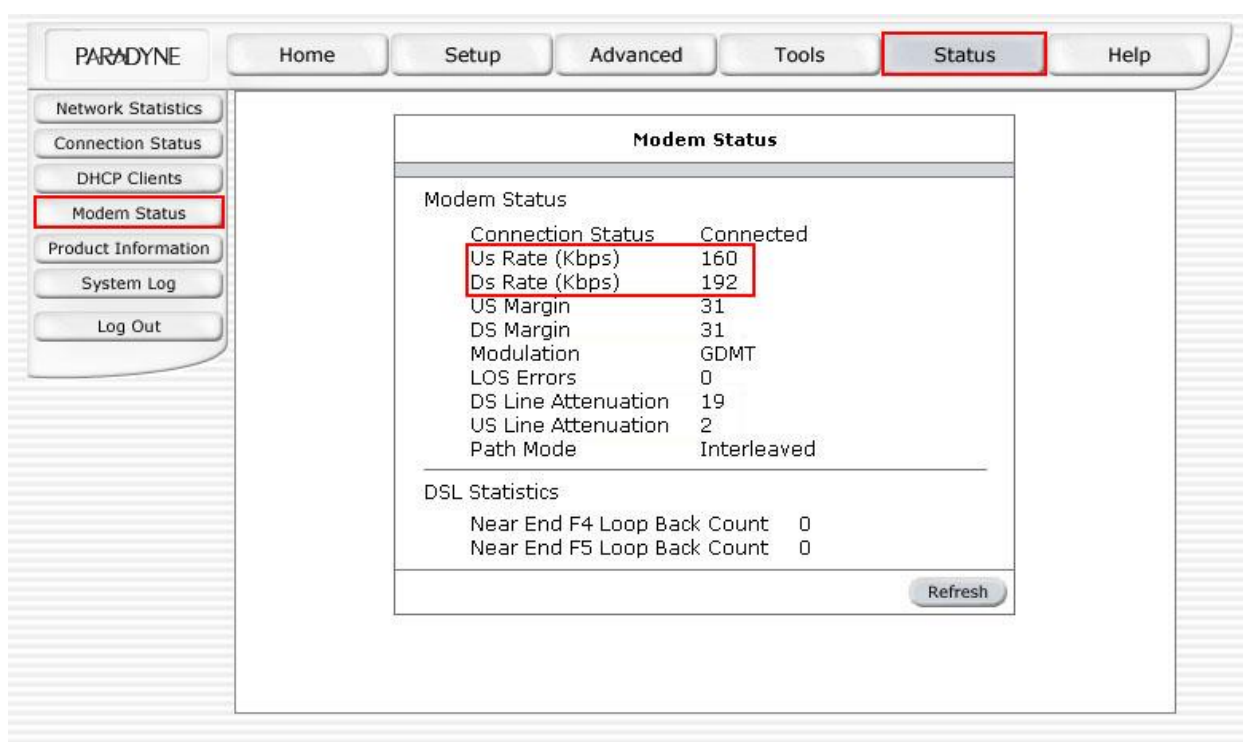 PARADYNE Home Setup Advanced Tools Status Help
Network Statistics
Connection Status
DHCP Clients
Modem Status
Product Information
System Log
Log Out
Modem Status
Modem Status
Connection Status Connected
Us Rate (Kbps) 160
Ds Rate (Kbps) 192
US Margin 31
DS Margin 31
Modulation GDMT
LOS Errors 0
DS Line Attenuation 19
US Line Attenuation 2
Path Mode Interleaved
DSL Statistics
Near End F4 Loop Back Count 0
Near End F5 Loop Back Count 0
Refresh